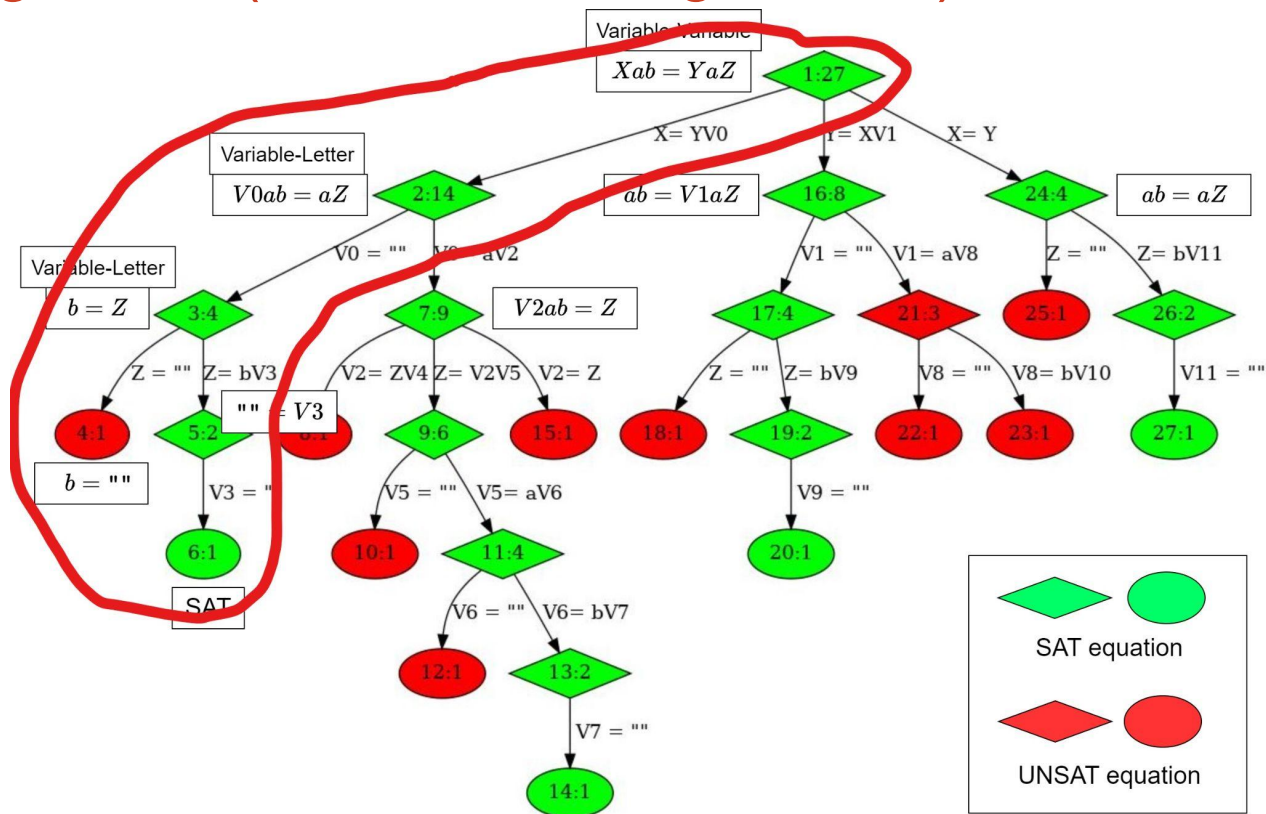 Variable-Variable
Xab = YaZ
1:27
X= YV0
Y= XV1
X= Y
Variable-Letter
V0ab = aZ
2:14
ab = V1aZ
16:8
24:4
ab = aZ
V0 = ""
aV2
V1 = ""
V1= aV8
Z = ""
Z= bV11
Variable-Letter
b = Z
3:4
7:9
V2ab = Z
17:4
21:3
25:1
26:2
Z = ""
Z= bV3
V2= ZV4
Z= V2V5
V2= Z
Z = ""
Z= bV9
V8 = ""
V8= bV10
V11 = ""
4:1
5:2
"" = V3
9:6
15:1
18:1
19:2
22:1
23:1
27:1
b = ""
V3 =
V5 = ""
V5= aV6
V9 = ""
6:1
10:1
11:4
20:1
SAT
V6 = ""
V6= bV7
SAT equation
12:1
13:2
V7 = ""
UNSAT equation
14:1